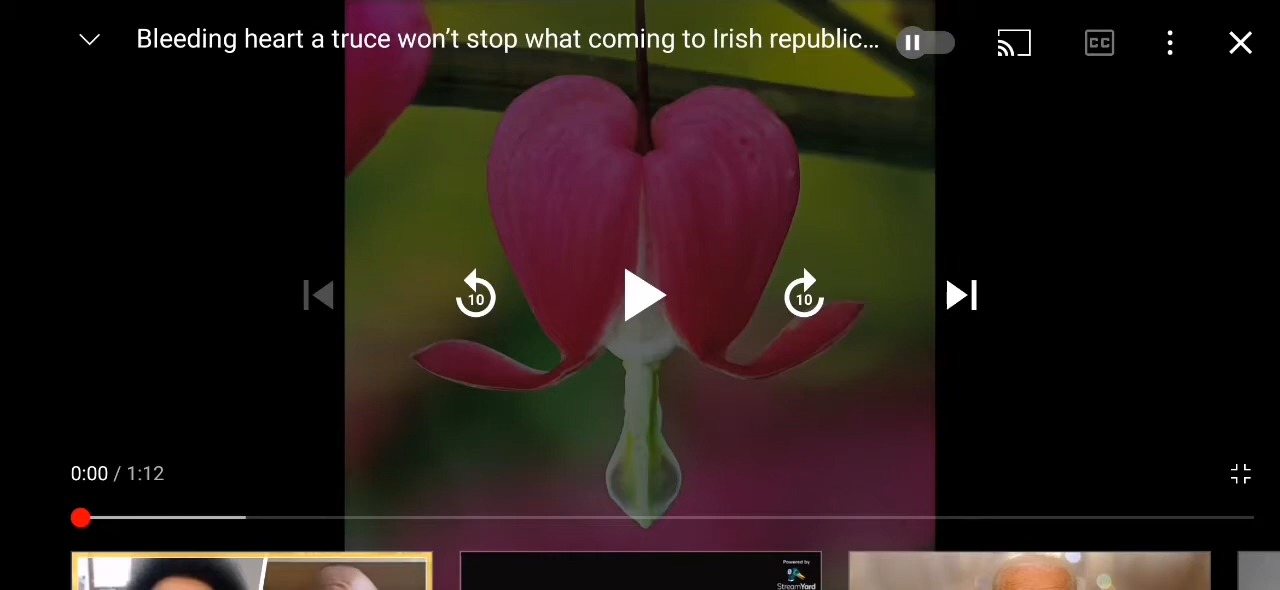 Bleeding heart a truce won’t stop what coming to Irish republic...
CC
10
10
0:00 / 1:12
Powered by
StreamYard